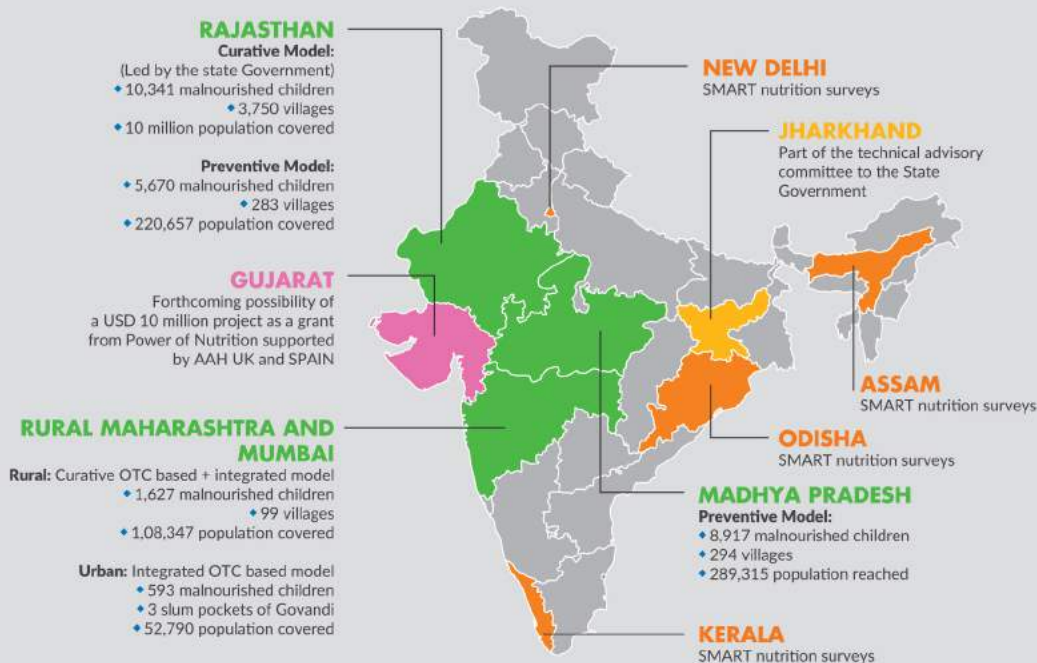 RAJASTHAN
Curative Model:
(Led by the state Government)
◆ 10,341 malnourished children
◆ 3,750 villages
◆ 10 million population covered
Preventive Model:
◆ 5,670 malnourished children
◆ 283 villages
◆ 220,657 population covered
GUJARAT
Forthcoming possibility of
a USD 10 million project as a grant
from Power of Nutrition supported
by AAH UK and SPAIN
RURAL MAHARASHTRA AND
MUMBAI
Rural: Curative OTC based + integrated model
◆ 1,627 malnourished children
◆ 99 villages
◆ 1,08,347 population covered
Urban: Integrated OTC based model
◆ 593 malnourished children
◆ 3 slum pockets of Govandi
◆ 52,790 population covered
NEW DELHI
SMART nutrition surveys
JHARKHAND
Part of the technical advisory
committee to the State
Government
ASSAM
SMART nutrition surveys
ODISHA
SMART nutrition surveys
MADHYA PRADESH
Preventive Model:
◆ 8,917 malnourished children
◆ 294 villages
◆ 289,315 population reached
KERALA
SMART nutrition surveys